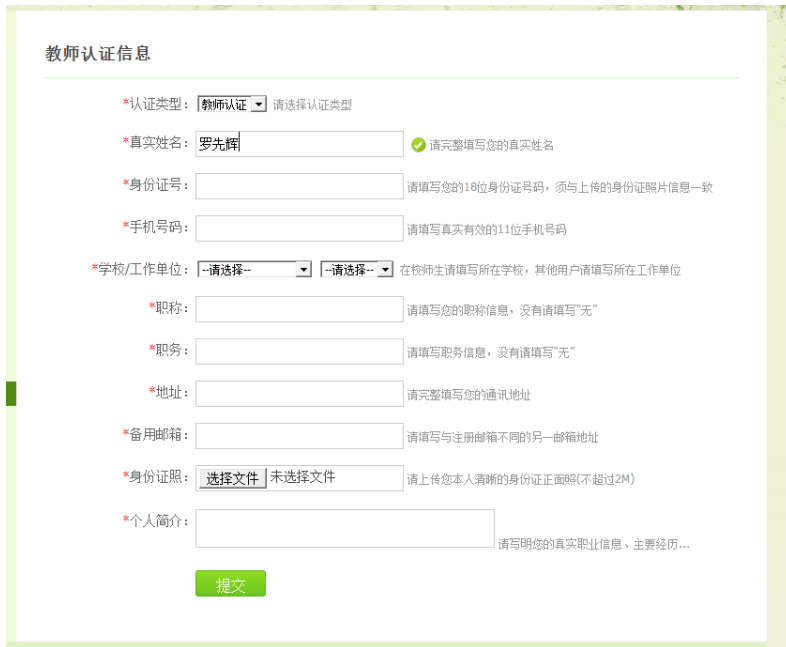 教师认证信息
*认证类型: 教师认证 请选择认证类型
*真实姓名: 罗先辉 请完整填写您的真实姓名
*身份证号: 请填写您的18位身份证号码，须与上传的身份证照片信息一致
*手机号码: 请填写真实有效的11位手机号码
*学校/工作单位: --请选择-- --请选择-- 在校师生请填写所在学校，其他用户请填写所在工作单位
*职称: 请填写您的职称信息，没有请填写"无"
*职务: 请填写职务信息，没有请填写"无"
*地址: 请完整填写您的通讯地址
*备用邮箱: 请填写与注册邮箱不同的另一邮箱地址
*身份证照: 选择文件 未选择文件 请上传您本人清晰的身份证正面照(不超过2M)
*个人简介: 请写明您的真实职业信息、主要经历...
提交